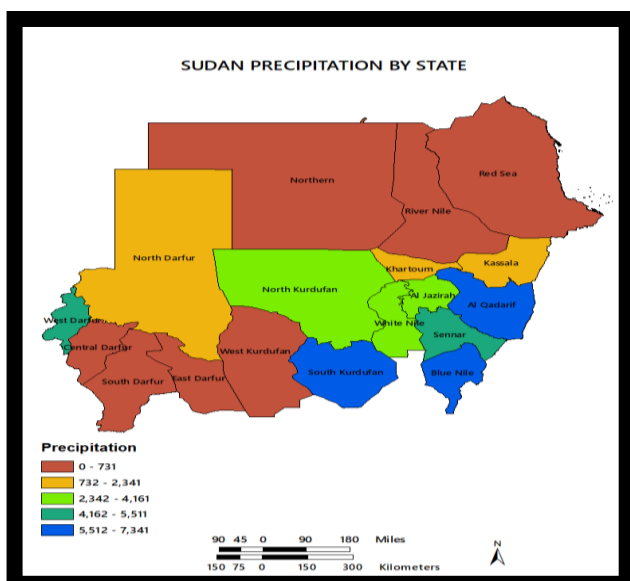 SUDAN PRECIPITATION BY STATE
Northern
Red Sea
River Nile
North Darfur
Khartoum
Kassala
North Kurdufan
Al Jazirah
Al Qadarif
West Darfur
White Nile
Sennar
Central Darfur
West Kurdufan
South Darfur
East Darfur
South Kurdufan
Blue Nile
Precipitation
0 - 731
732 - 2,341
2,342 - 4,161
4,162 - 5,511
5,512 - 7,341
90 45 0 90 180 Miles
150 75 0 150 300 Kilometers
N